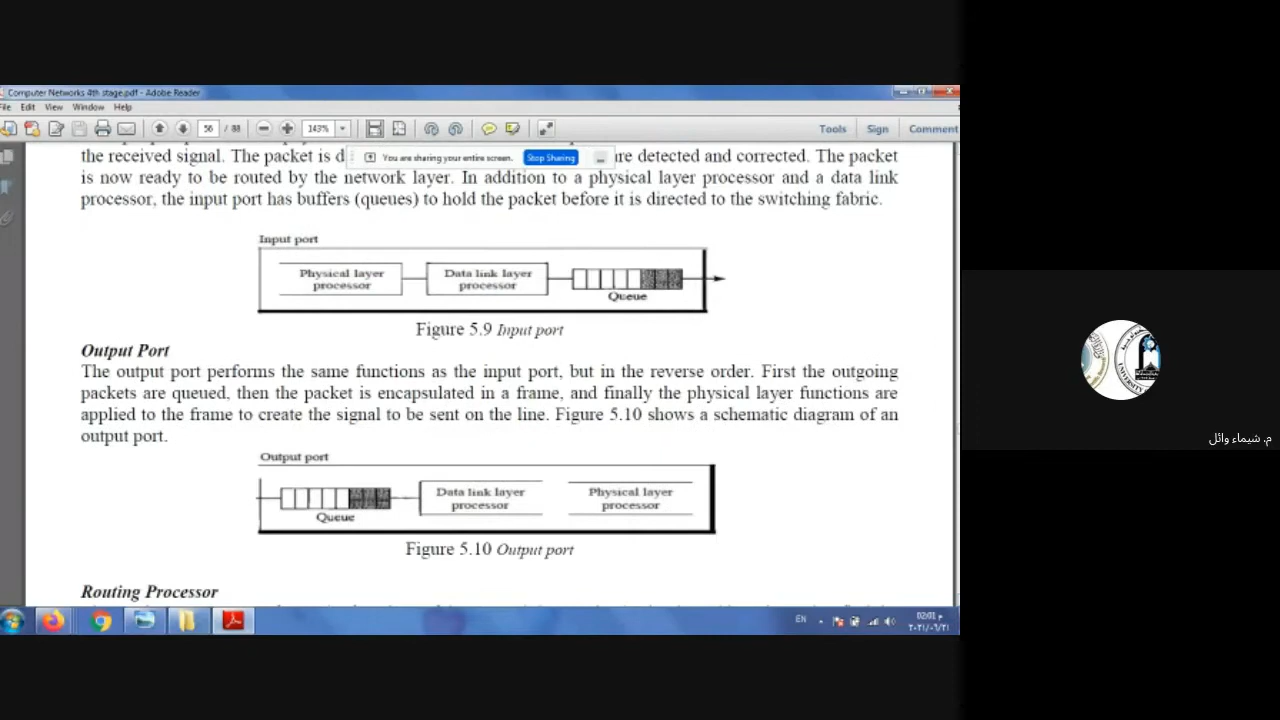 Computer Networks 4th stage.pdf - Adobe Reader
File Edit View Window Help
56 / 88 143% Tools Sign Comment
the received signal. The packet is d
You are sharing your entire screen. Stop Sharing
are detected and corrected. The packet
is now ready to be routed by the network layer. In addition to a physical layer processor and a data link
processor, the input port has buffers (queues) to hold the packet before it is directed to the switching fabric.
Input port
Physical layer
processor
Data link layer
processor
Queue
Figure 5.9 Input port
Output Port
The output port performs the same functions as the input port, but in the reverse order. First the outgoing
packets are queued, then the packet is encapsulated in a frame, and finally the physical layer functions are
applied to the frame to create the signal to be sent on the line. Figure 5.10 shows a schematic diagram of an
output port.
Output port
Queue
Data link layer
processor
Physical layer
processor
Figure 5.10 Output port
Routing Processor
EN
02:01 م
٢٠٢١/٠٦/٢١
م. شيماء وائل